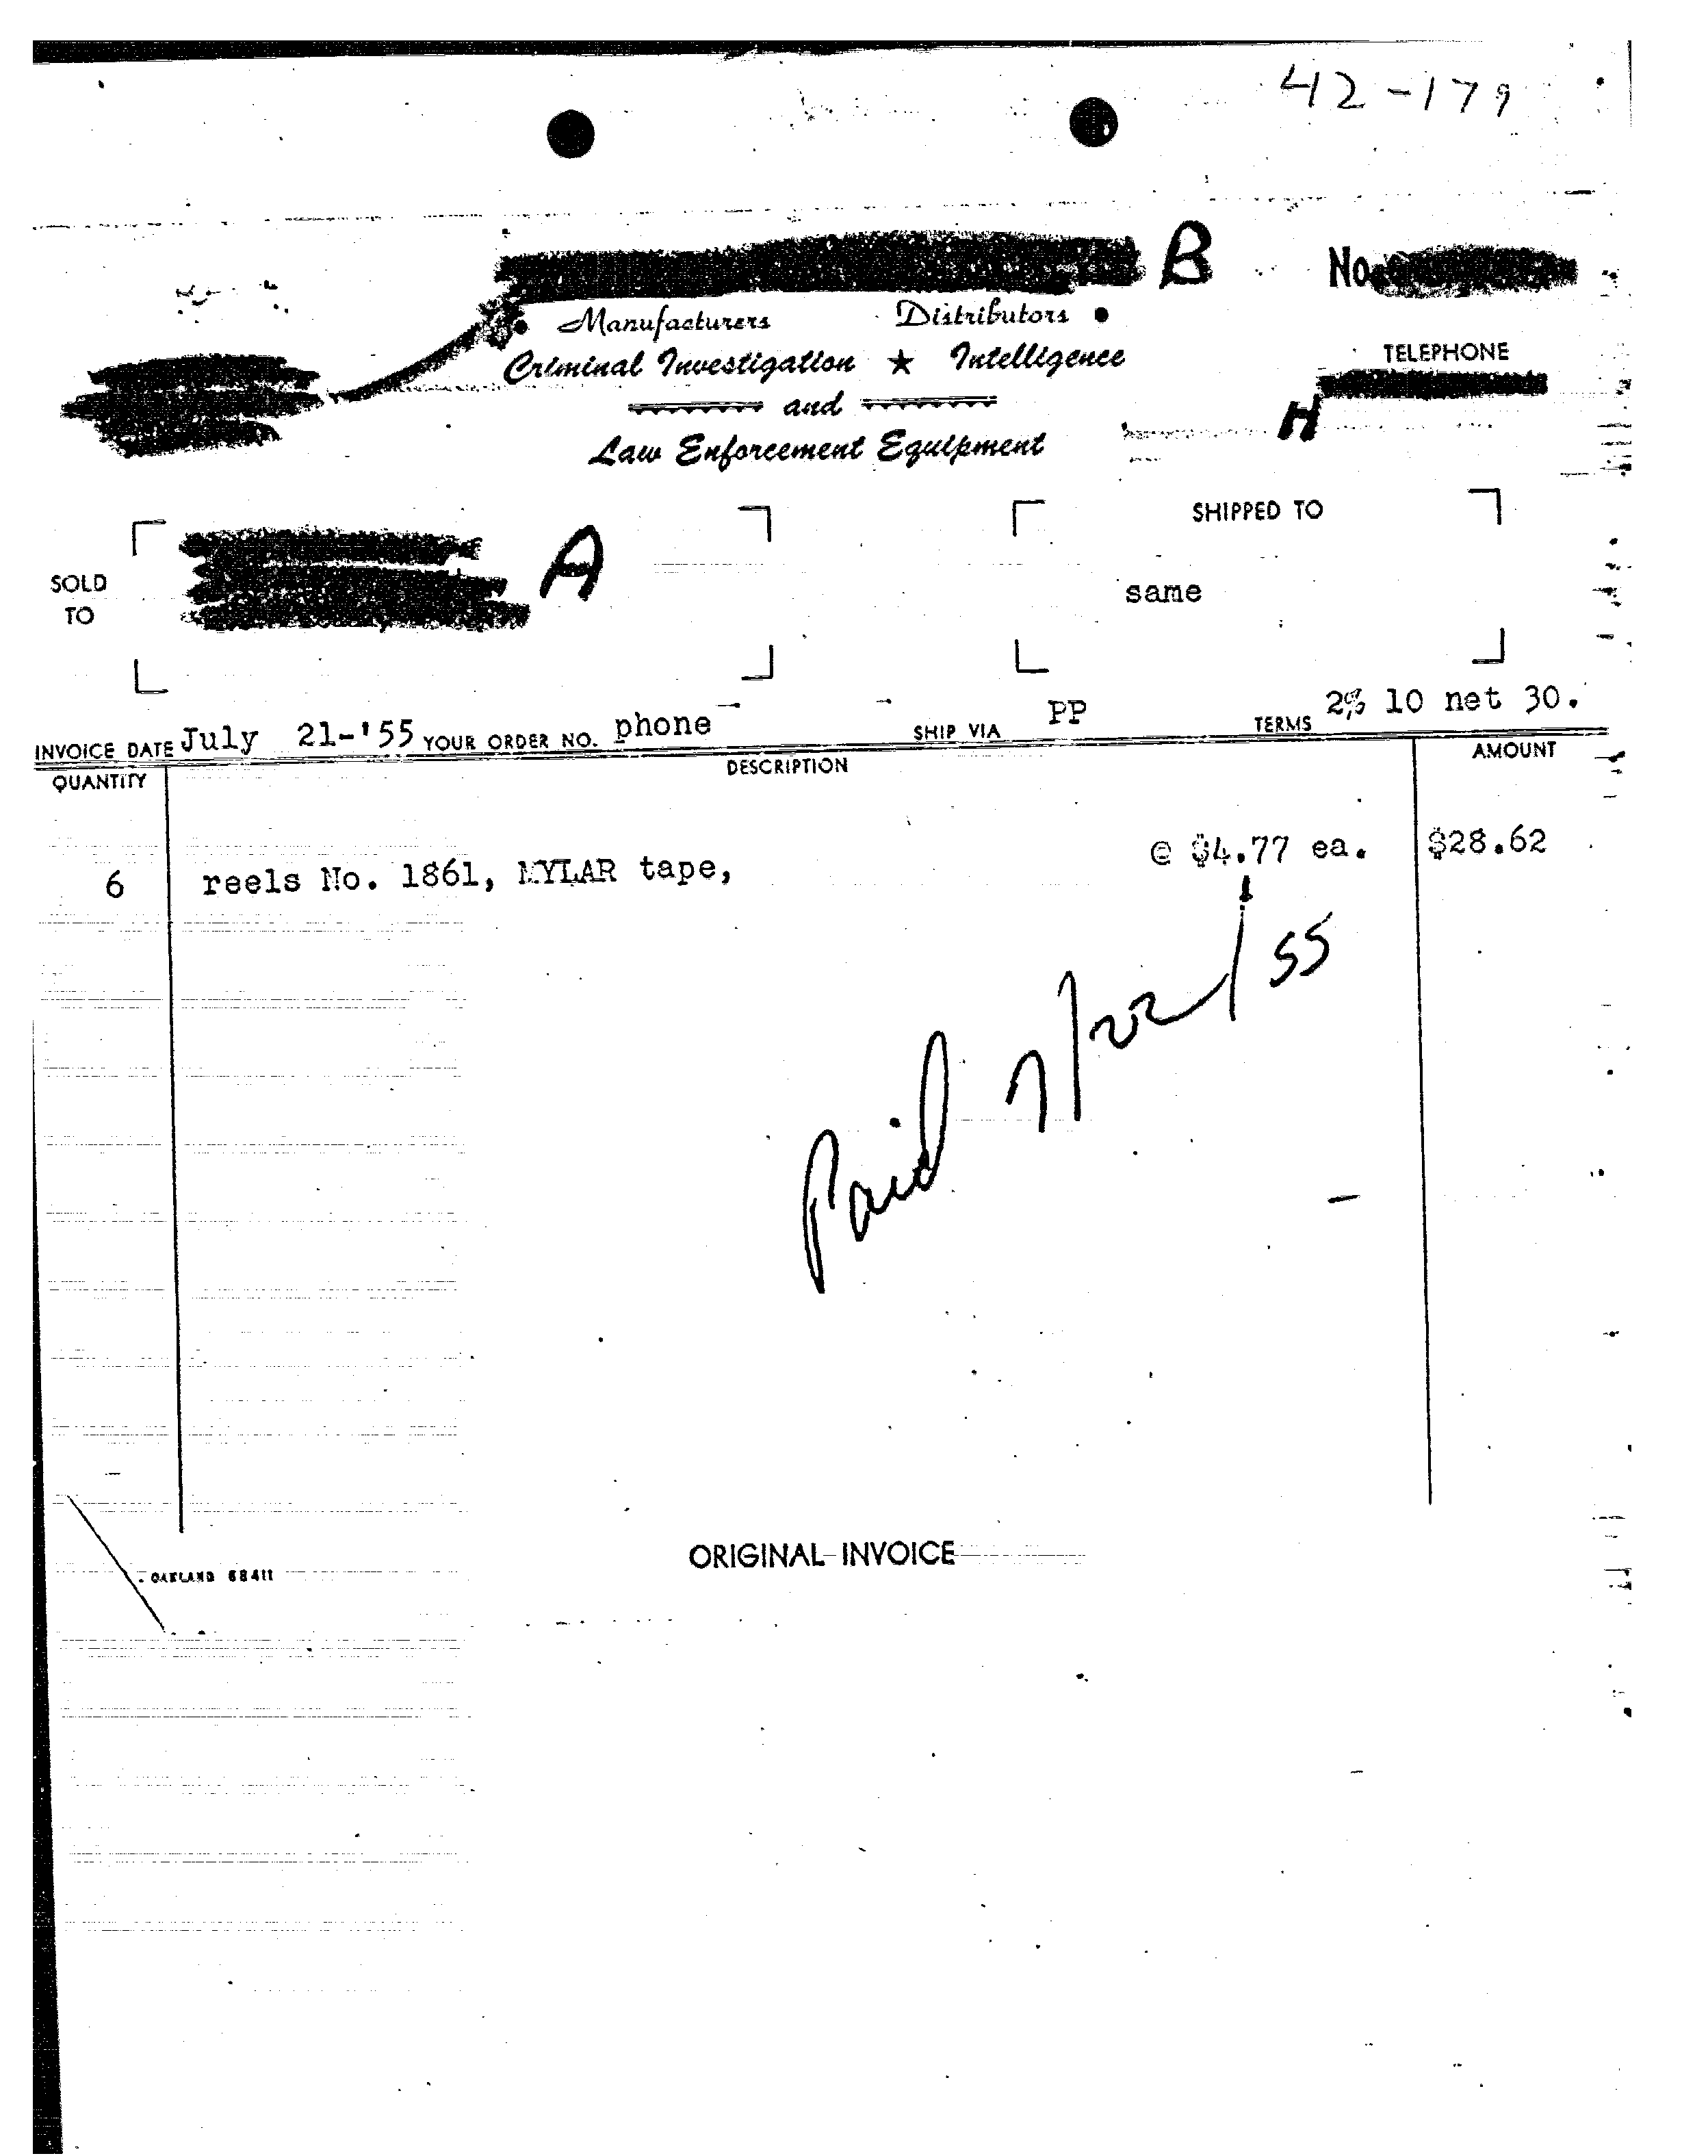 42-179
B
No.
Manufacturers Distributors
Criminal Investigation ★ Intelligence
and
Law Enforcement Equipment
TELEPHONE
H
SOLD
TO
A
SHIPPED TO
same
INVOICE DATE July 21-'55 YOUR ORDER NO. phone SHIP VIA PP TERMS 2% 10 net 30.
QUANTITY DESCRIPTION AMOUNT
6 reels No. 1861, MYLAR tape, @ $4.77 ea. $28.62
Paid 7/22/55
ORIGINAL INVOICE
OAKLAND 68411